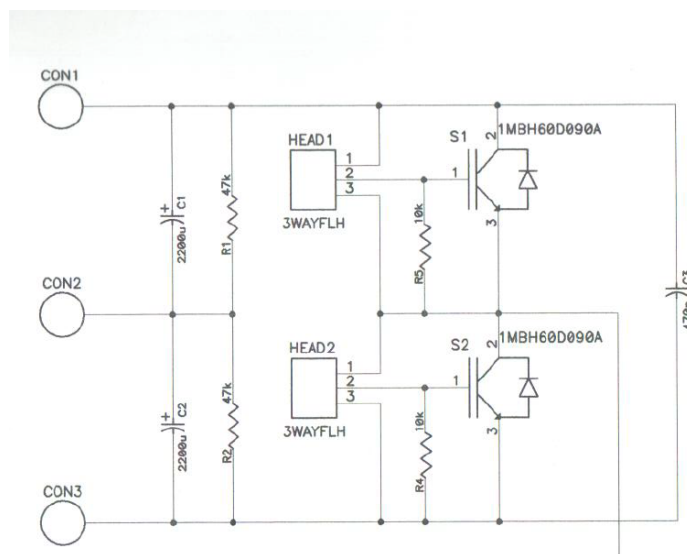 CON1
HEAD1
1
2
3
3WAYFLH
S1
1MBH60D090A
2
1
3
47k
R1
10k
R5
C1
2200u
CON2
C3
HEAD2
1
2
3
3WAYFLH
S2
1MBH60D090A
2
1
3
47k
R2
10k
R4
C2
2200u
CON3